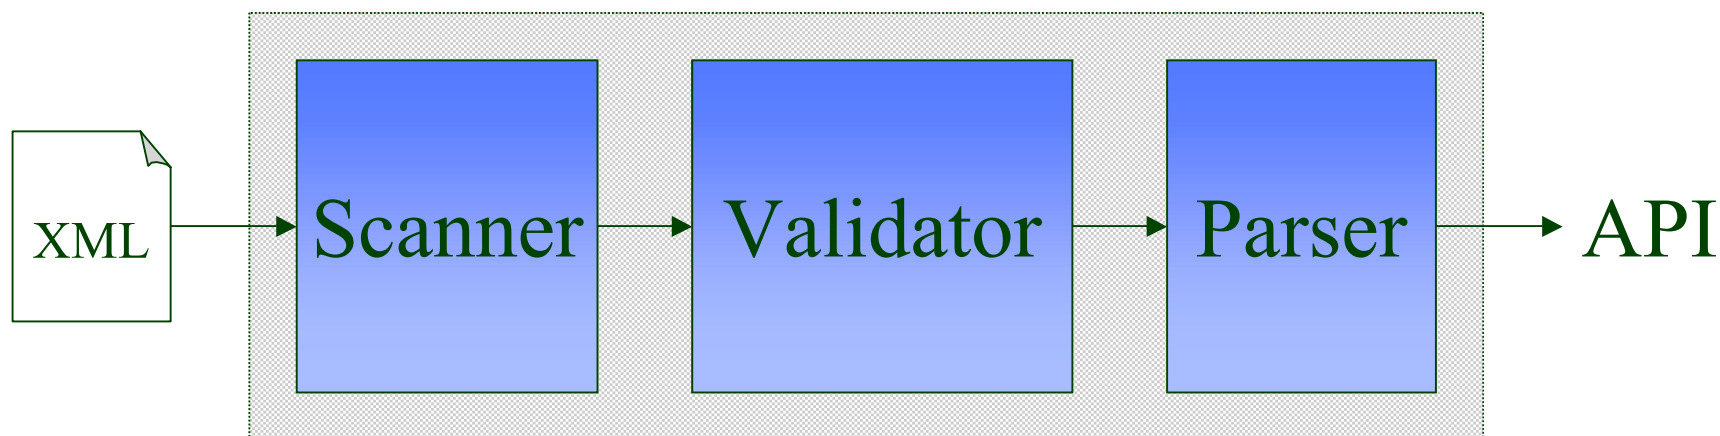 XML
Scanner
Validator
Parser
API